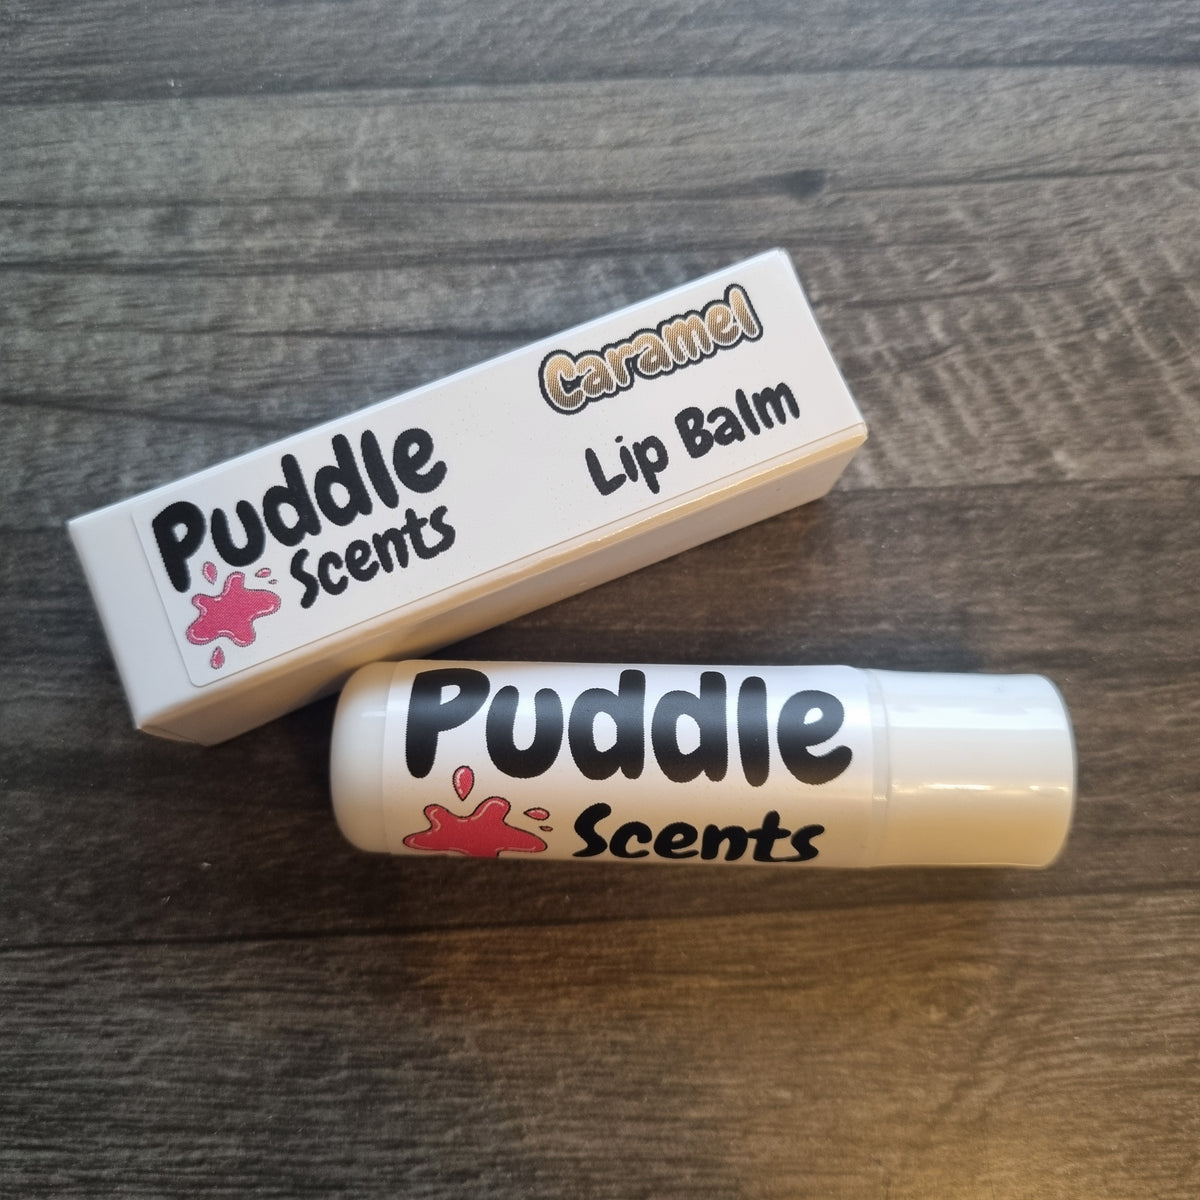 Puddle
Scents
Caramel
Lip Balm
Puddle
Scents